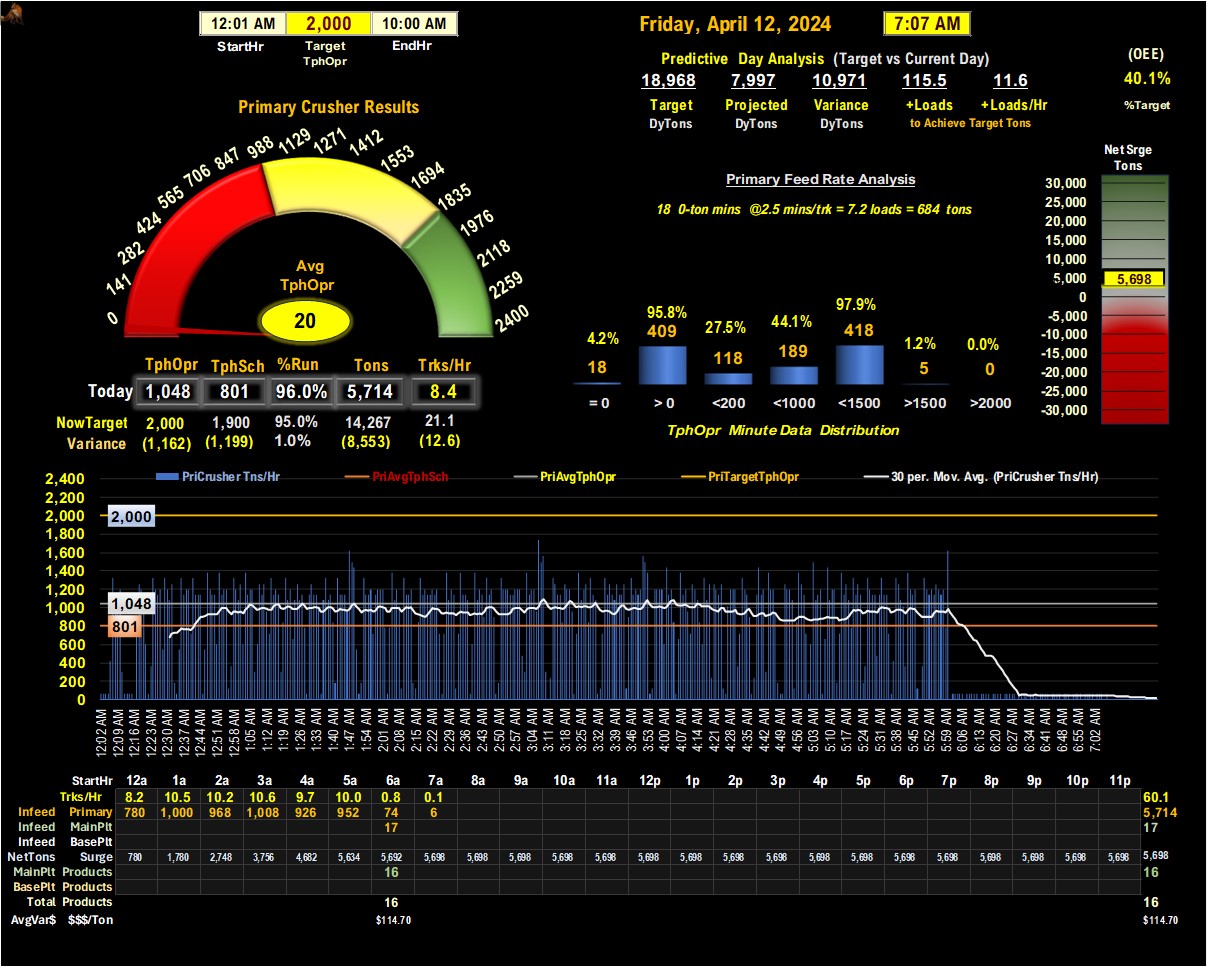 12:01 AM 2,000 10:00 AM
StartHr Target EndHr
TphOpr
Friday, April 12, 2024 7:07 AM
Predictive Day Analysis (Target vs Current Day)
18,968 7,997 10,971 115.5 11.6
Target Projected Variance +Loads +Loads/Hr
DyTons DyTons DyTons to Achieve Target Tons
(OEE)
40.1%
%Target
Primary Crusher Results
0 141 282 424 565 706 847 988 1129 1271 1412 1553 1694 1835 1976 2118 2259 2400
Avg
TphOpr
20
TphOpr TphSch %Run Tons Trks/Hr
Today 1,048 801 96.0% 5,714 8.4
NowTarget 2,000 1,900 95.0% 14,267 21.1
Variance (1,162) (1,199) 1.0% (8,553) (12.6)
Primary Feed Rate Analysis
18 0-ton mins @2.5 mins/trk = 7.2 loads = 684 tons
4.2% 95.8% 27.5% 44.1% 97.9% 1.2% 0.0%
18 409 118 189 418 5 0
= 0 > 0 <200 <1000 <1500 >1500 >2000
TphOpr Minute Data Distribution
Net Srge
Tons
30,000
25,000
20,000
15,000
10,000
5,000
5,698
0
-5,000
-10,000
-15,000
-20,000
-25,000
-30,000
PriCrusher Tns/Hr PriAvgTphSch PriAvgTphOpr PriTargetTphOpr 30 per. Mov. Avg. (PriCrusher Tns/Hr)
2,400
2,200
2,000
1,800
1,600
1,400
1,200
1,000
800
600
400
200
0
2,000
1,048
801
12:02 AM 12:09 AM 12:16 AM 12:23 AM 12:30 AM 12:37 AM 12:44 AM 12:51 AM 12:58 AM 1:05 AM 1:12 AM 1:19 AM 1:26 AM 1:33 AM 1:40 AM 1:47 AM 1:54 AM 2:01 AM 2:08 AM 2:15 AM 2:22 AM 2:29 AM 2:36 AM 2:43 AM 2:50 AM 2:57 AM 3:04 AM 3:11 AM 3:18 AM 3:25 AM 3:32 AM 3:39 AM 3:46 AM 3:53 AM 4:00 AM 4:07 AM 4:14 AM 4:21 AM 4:28 AM 4:35 AM 4:42 AM 4:49 AM 4:56 AM 5:03 AM 5:10 AM 5:17 AM 5:24 AM 5:31 AM 5:38 AM 5:45 AM 5:52 AM 5:59 AM 6:06 AM 6:13 AM 6:20 AM 6:27 AM 6:34 AM 6:41 AM 6:48 AM 6:55 AM 7:02 AM
StartHr 12a 1a 2a 3a 4a 5a 6a 7a 8a 9a 10a 11a 12p 1p 2p 3p 4p 5p 6p 7p 8p 9p 10p 11p
Trks/Hr 8.2 10.5 10.2 10.6 9.7 10.0 0.8 0.1 60.1
Infeed Primary 780 1,000 968 1,008 926 952 74 6 5,714
Infeed MainPlt 17 17
Infeed BasePlt
NetTons Surge 780 1,780 2,748 3,756 4,682 5,634 5,692 5,698 5,698 5,698 5,698 5,698 5,698 5,698 5,698 5,698 5,698 5,698 5,698 5,698 5,698 5,698 5,698 5,698 5,698
MainPlt Products 16 16
BasePlt Products
Total Products 16 16
AvgVar$ $$$/Ton $114.70 $114.70